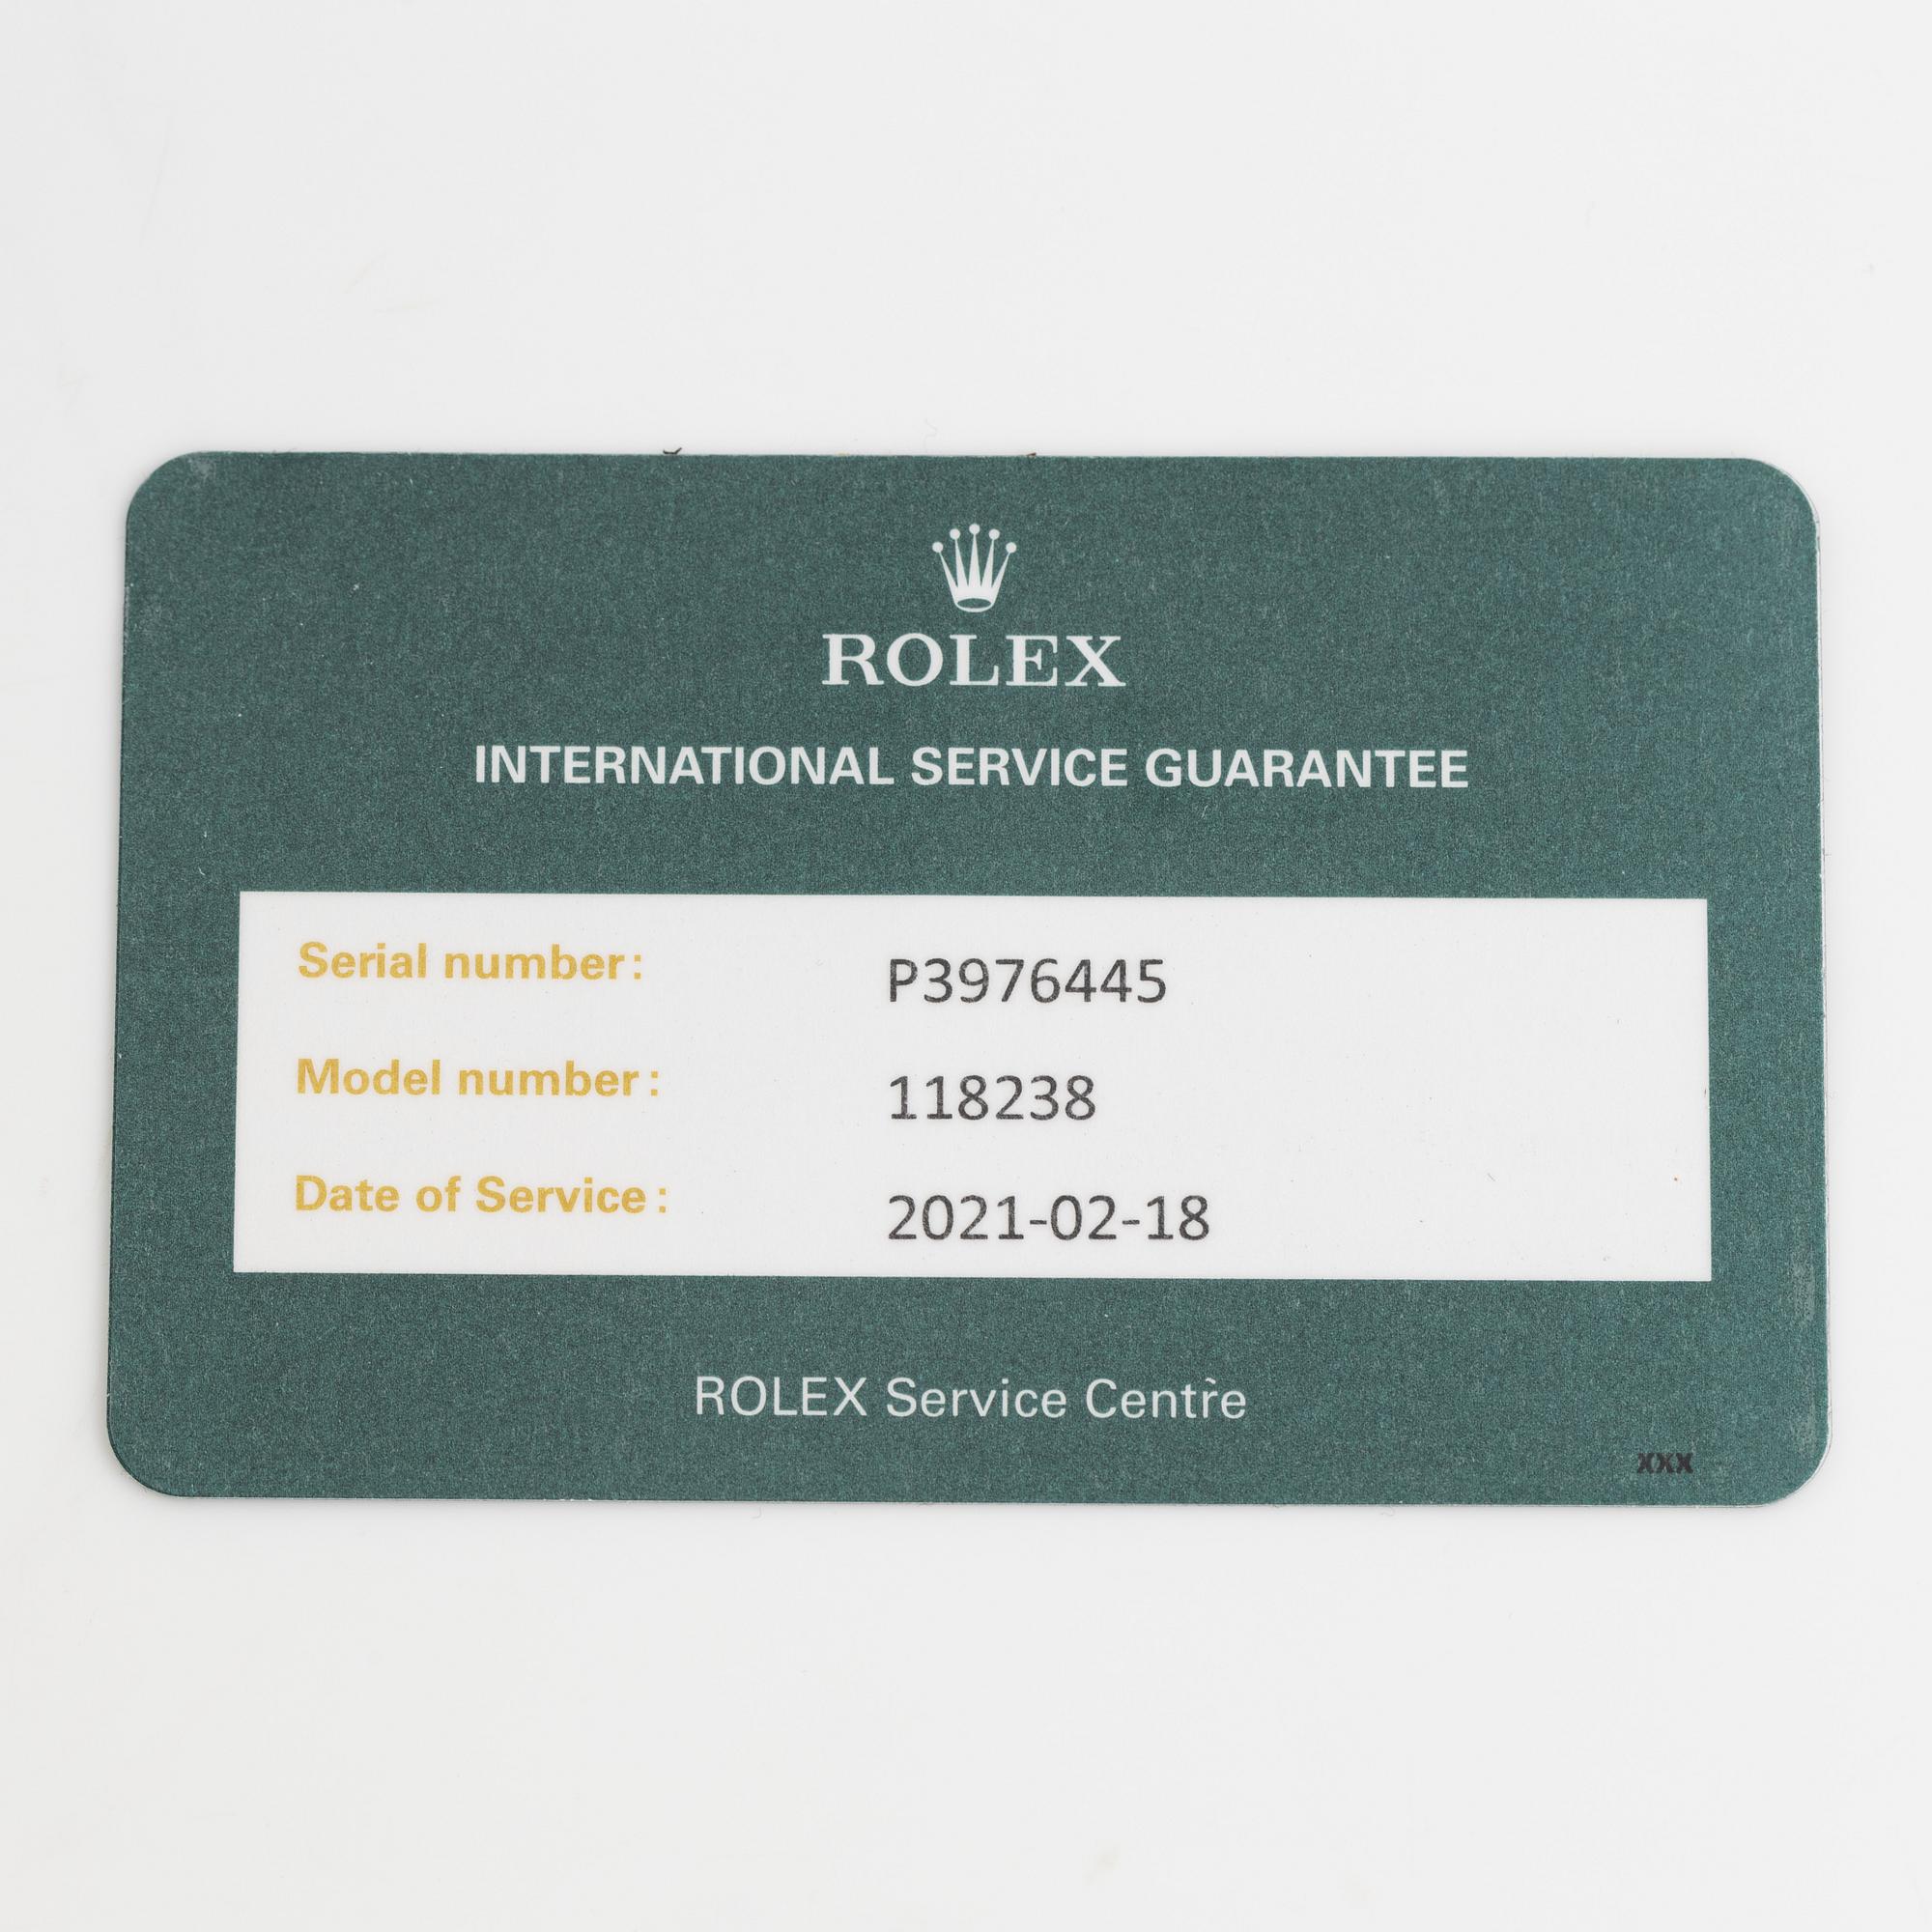 ROLEX
INTERNATIONAL SERVICE GUARANTEE
Serial number: P3976445
Model number: 118238
Date of Service: 2021-02-18
ROLEX Service Centre
XXX